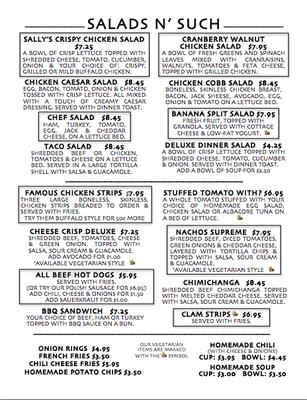 SALADS N' SUCH
SALLY'S CRISPY CHICKEN SALAD
$7.25
A BOWL OF CRISP LETTUCE TOPPED WITH
SHREDDED CHEESE, TOMATO, CUCUMBER,
ONION & YOUR CHOICE OF: CRISPY,
GRILLED OR MILD BUFFALO CHICKEN.
CHICKEN CAESAR SALAD $8.45
EGG, BACON, TOMATO, ONION & CHICKEN
TOSSED WITH CRISP LETTUCE. ALL MIXED
WITH A TOUCH OF CREAMY CAESAR
DRESSING. SERVED WITH DINNER TOAST.
CHEF SALAD $8.45
HAM, TURKEY, TOMATO,
EGG, JACK & CHEDDAR
CHEESE, ON A LETTUCE BED.
TACO SALAD $8.45
SHREDDED BEEF OR CHICKEN,
TOMATOES & CHEESE ON A LETTUCE
BED. SERVED IN A LARGE TORTILLA
SHELL WITH SALSA & GUACAMOLE.
CRANBERRY WALNUT
CHICKEN SALAD $7.95
A BOWL OF FRESH GREENS AND SPINACH
LEAVES MIXED WITH CRANRAISINS,
WALNUTS, TOMATOES & FETA CHEESE,
TOPPED WITH GRILLED CHICKEN.
CHICKEN COBB SALAD $8.45
BONELESS, SKINLESS CHICKEN BREAST,
BACON, JACK CHEESE, AVOCADO, EGG,
ONION & TOMATO ON A LETTUCE BED.
BANANA SPLIT SALAD $7.95
FRESH FRUIT, TOPPED WITH
GRANOLA, SERVED WITH COTTAGE
CHEESE & LOW-FAT YOGURT.
DELUXE DINNER SALAD $4.25
A BOWL OF CRISP LETTUCE TOPPED WITH
SHREDDED CHEESE, TOMATO, CUCUMBER
& ONION. SERVED WITH DINNER TOAST.
ADD A BOWL OF SOUP FOR $2.50
FAMOUS CHICKEN STRIPS $7.95
THREE LARGE BONELESS, SKINLESS,
CHICKEN STRIPS BREADED TO ORDER &
SERVED WITH FRIES.
TRY THEM BUFFALO STYLE FOR 50¢ MORE
CHEESE CRISP DELUXE $7.25
SHREDDED BEEF, TOMATOES, CHEESE
& GREEN ONION. TOPPED WITH
SALSA, SOUR CREAM & GUACAMOLE.
ADD AVOCADO FOR $1.00
*AVAILABLE VEGETARIAN STYLE
ALL BEEF HOT DOGS $5.95
SERVED WITH FRIES.
(OR TRY OUR POLISH SAUSAGE FOR $6.95)
ADD CHILI, CHEESE & ONIONS FOR $1.50
ADD SAUERKRAUT FOR $1.00
BBQ SANDWICH $7.25
YOUR CHOICE OF BEEF, HAM OR TURKEY
TOPPED WITH BBQ SAUCE ON A BUN.
STUFFED TOMATO WITH? $6.95
A WHOLE TOMATO STUFFED WITH YOUR
CHOICE OF HOMEMADE EGG SALAD,
CHICKEN SALAD OR ALBACORE TUNA ON
A BED OF LETTUCE.
NACHOS SUPREME $7.95
SHREDDED BEEF, DICED TOMATOES,
GREEN ONIONS & CHEDDAR CHEESE,
LAYERED WITH TORTILLA CHIPS &
TOPPED WITH SALSA, SOUR CREAM &
GUACAMOLE.
*AVAILABLE VEGETARIAN STYLE
CHIMICHANGA $8.45
SHREDDED BEEF CHIMICHANGA TOPPED
WITH MELTED CHEDDAR CHEESE. SERVED
WITH SALSA, SOUR CREAM & GUACAMOLE.
CLAM STRIPS $6.95
SERVED WITH FRIES.
ONION RINGS $4.95
FRENCH FRIES $3.50
CHILI CHEESE FRIES $5.95
HOMEMADE POTATO CHIPS $3.50
OUR VEGETARIAN
ITEMS ARE MARKED
WITH THE SYMBOL
HOMEMADE CHILI
(WITH CHEESE & ONIONS)
CUP: $3.95 BOWL: $4.45
HOMEMADE SOUP
CUP: $3.00 BOWL: $3.50